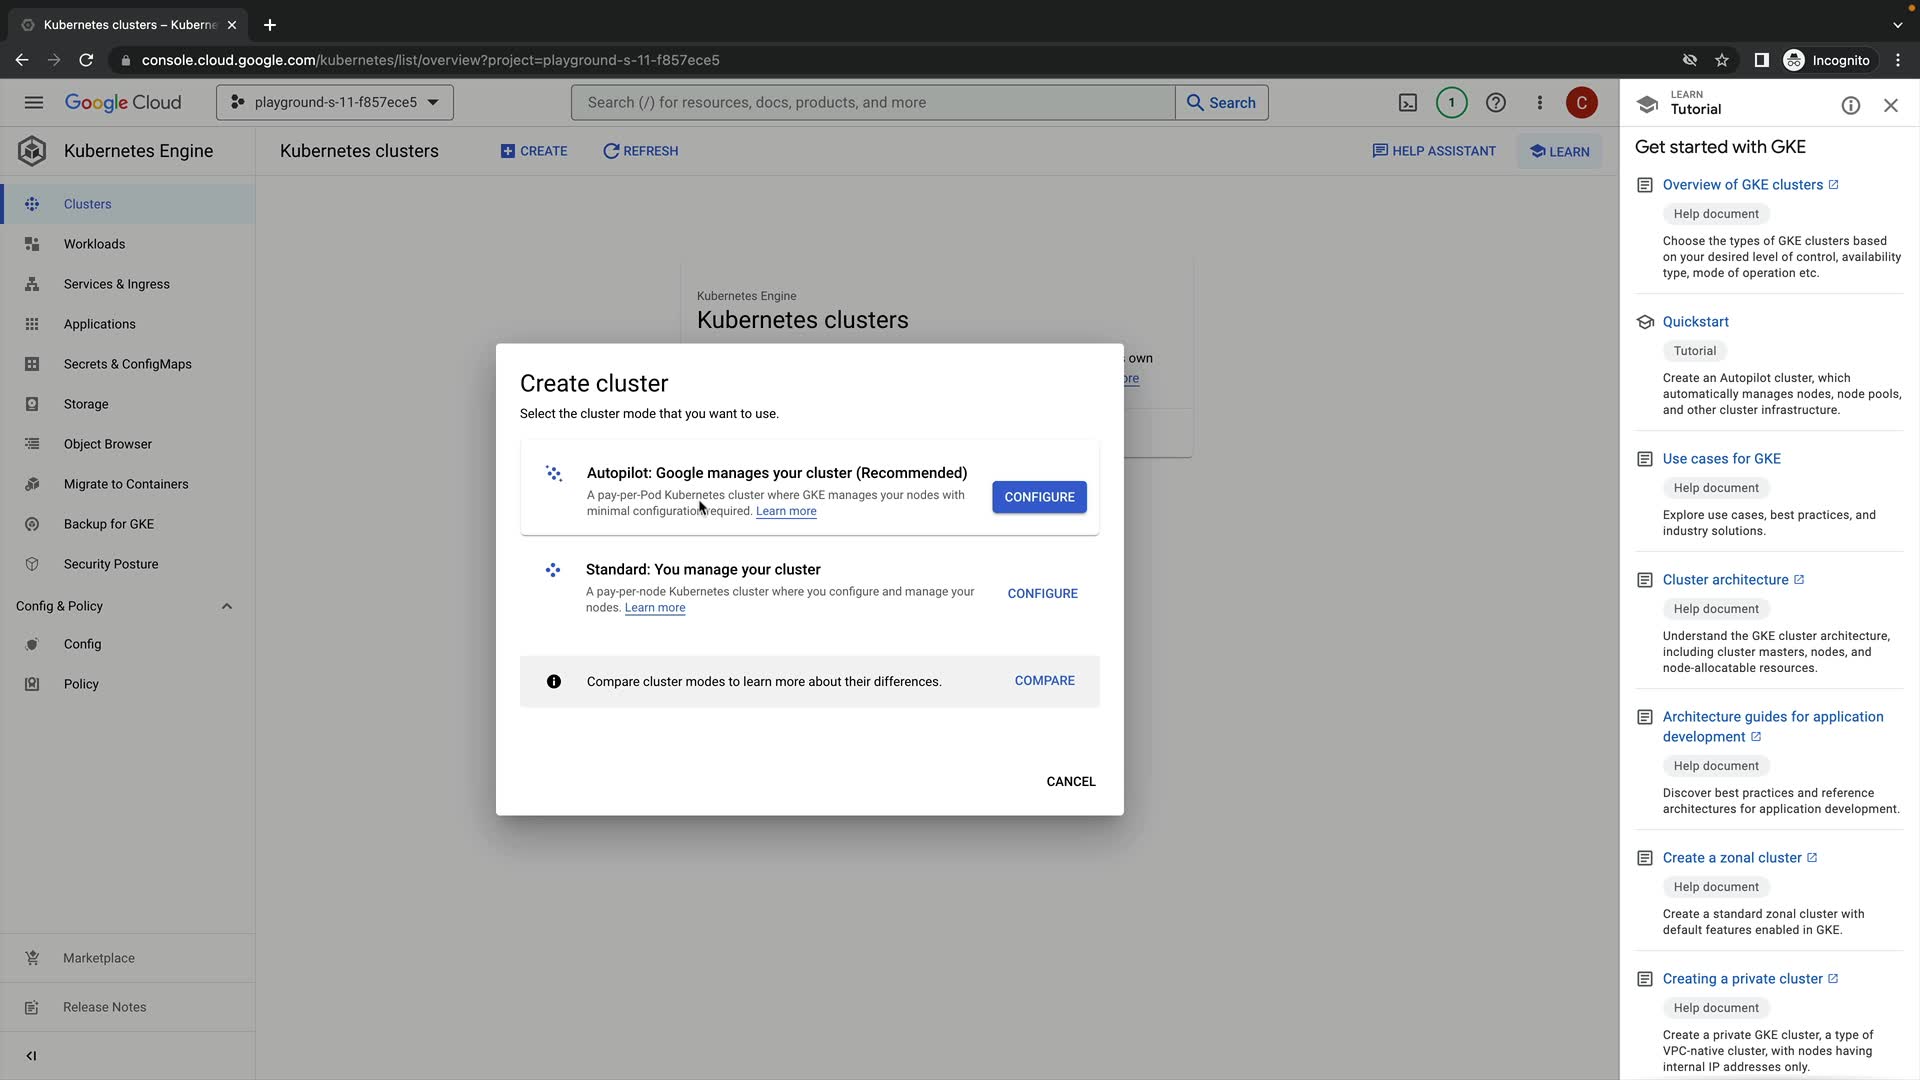 Kubernetes clusters – Kuberne
console.cloud.google.com/kubernetes/list/overview?project=playground-s-11-f857ece5
Incognito
Google Cloud
playground-s-11-f857ece5
Search (/) for resources, docs, products, and more
Search
1
C
Kubernetes Engine
Kubernetes clusters
CREATE
REFRESH
HELP ASSISTANT
LEARN
Clusters
Workloads
Services & Ingress
Applications
Secrets & ConfigMaps
Storage
Object Browser
Migrate to Containers
Backup for GKE
Security Posture
Config & Policy
Config
Policy
Marketplace
Release Notes
Kubernetes Engine
Kubernetes clusters
own
ore
Create cluster
Select the cluster mode that you want to use.
Autopilot: Google manages your cluster (Recommended)
A pay-per-Pod Kubernetes cluster where GKE manages your nodes with
minimal configuration required. Learn more
CONFIGURE
Standard: You manage your cluster
A pay-per-node Kubernetes cluster where you configure and manage your
nodes. Learn more
CONFIGURE
Compare cluster modes to learn more about their differences.
COMPARE
CANCEL
LEARN
Tutorial
Get started with GKE
Overview of GKE clusters
Help document
Choose the types of GKE clusters based
on your desired level of control, availability
type, mode of operation etc.
Quickstart
Tutorial
Create an Autopilot cluster, which
automatically manages nodes, node pools,
and other cluster infrastructure.
Use cases for GKE
Help document
Explore use cases, best practices, and
industry solutions.
Cluster architecture
Help document
Understand the GKE cluster architecture,
including cluster masters, nodes, and
node-allocatable resources.
Architecture guides for application
development
Help document
Discover best practices and reference
architectures for application development.
Create a zonal cluster
Help document
Create a standard zonal cluster with
default features enabled in GKE.
Creating a private cluster
Help document
Create a private GKE cluster, a type of
VPC-native cluster, with nodes having
internal IP addresses only.